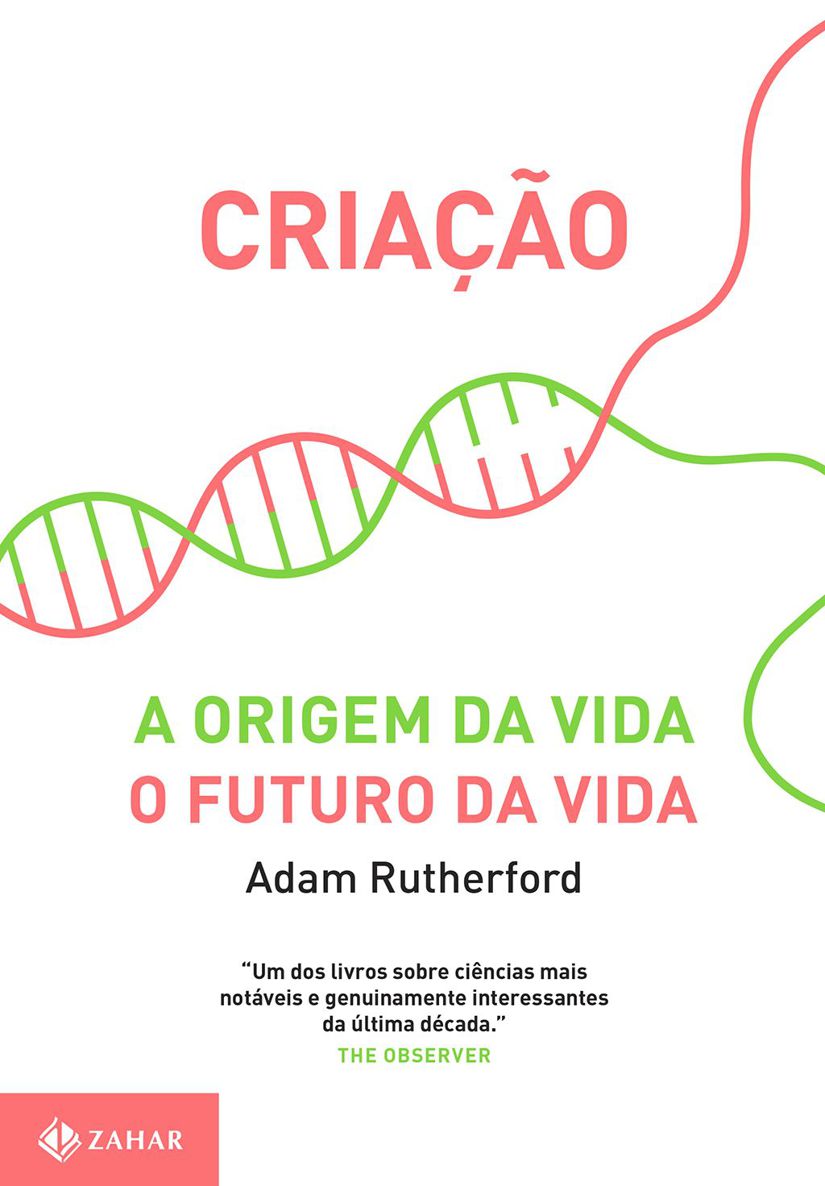 CRIAÇÃO
A ORIGEM DA VIDA
O FUTURO DA VIDA
Adam Rutherford
“Um dos livros sobre ciências mais
notáveis e genuinamente interessantes
da última década.”
THE OBSERVER
ZAHAR